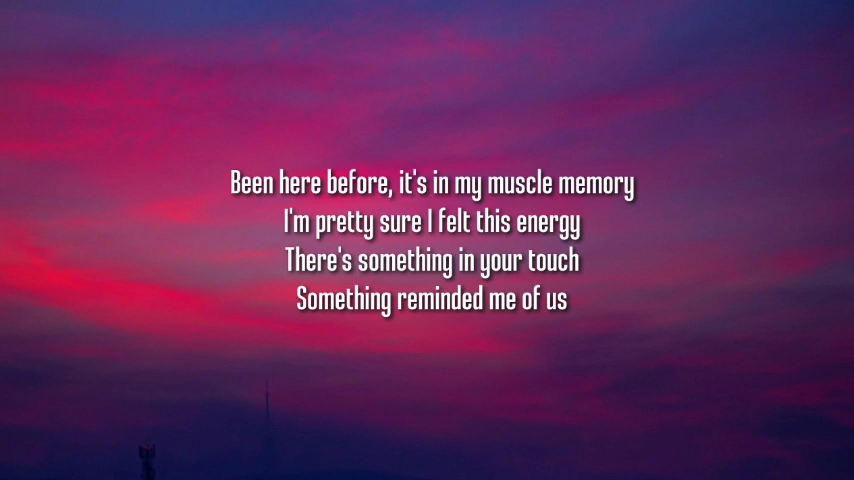 Been here before, it's in my muscle memory
I'm pretty sure I felt this energy
There's something in your touch
Something reminded me of us